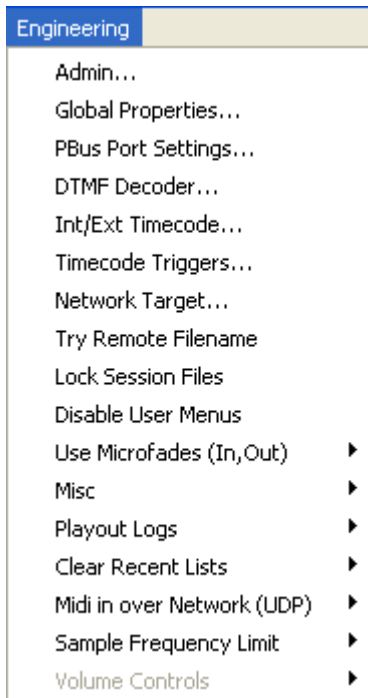 Engineering
Admin...
Global Properties...
PBus Port Settings...
DTMF Decoder...
Int/Ext Timecode...
Timecode Triggers...
Network Target...
Try Remote Filename
Lock Session Files
Disable User Menus
Use Microfades (In,Out)
Misc
Playout Logs
Clear Recent Lists
Midi in over Network (UDP)
Sample Frequency Limit
Volume Controls